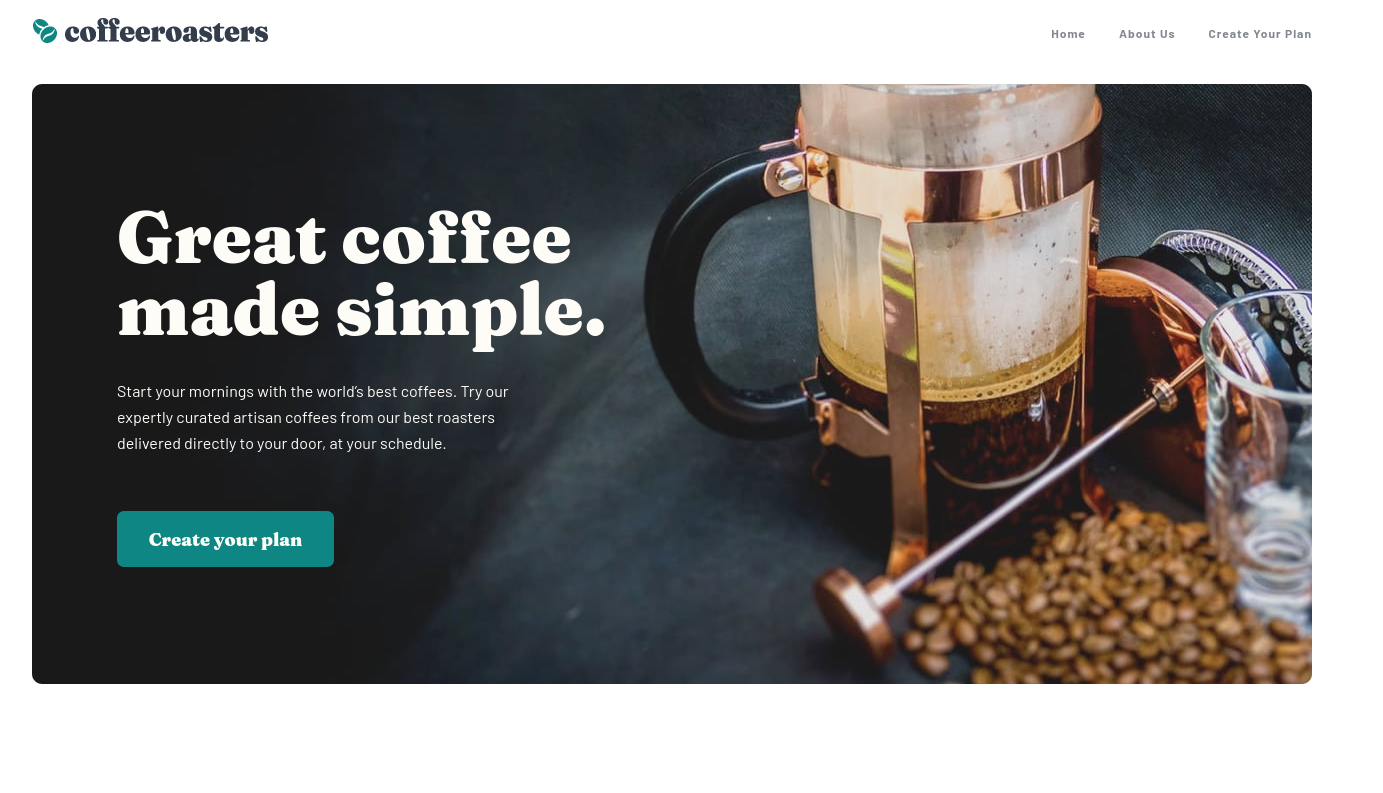 coffeeroasters
Home
About Us
Create Your Plan
Great coffee
made simple.
Start your mornings with the world’s best coffees. Try our
expertly curated artisan coffees from our best roasters
delivered directly to your door, at your schedule.
Create your plan